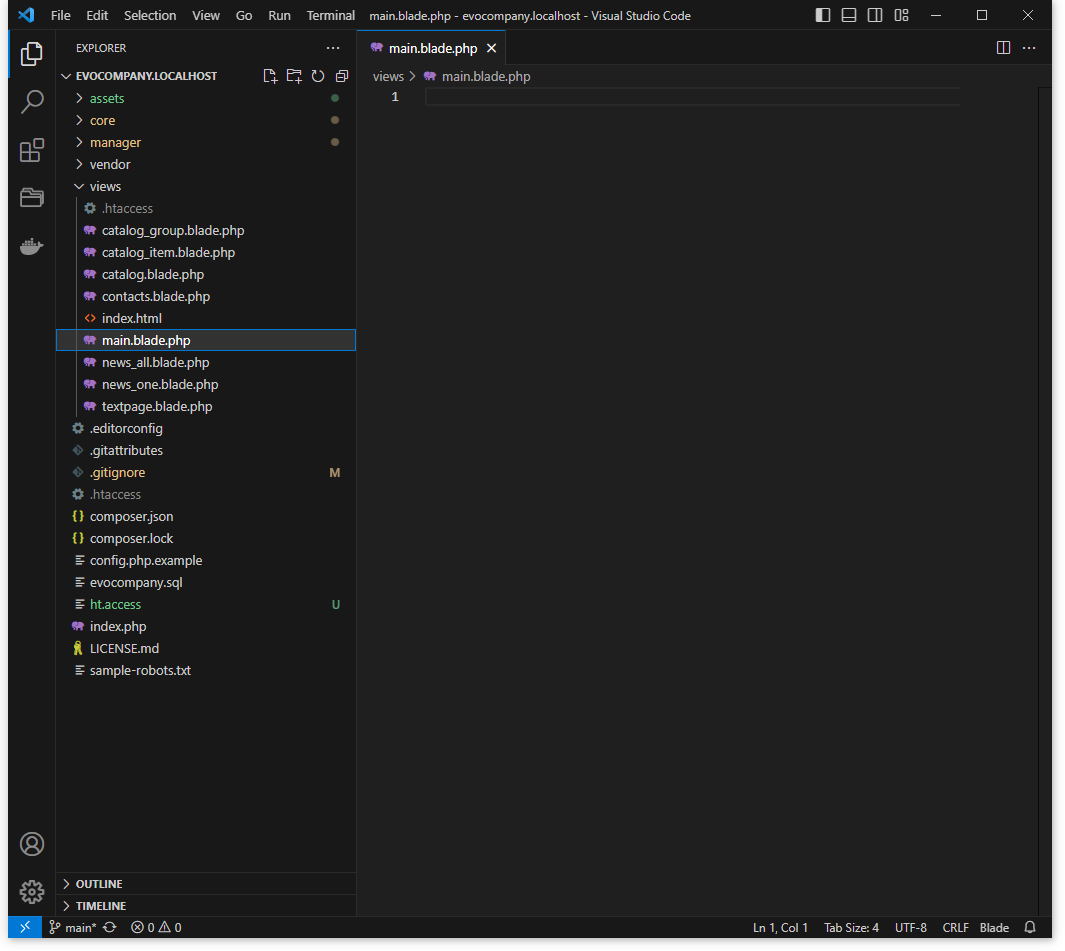 File Edit Selection View Go Run Terminal main.blade.php - evocompany.localhost - Visual Studio Code
EXPLORER
EVOCOMPANY.LOCALHOST
assets
core
manager
vendor
views
.htaccess
catalog_group.blade.php
catalog_item.blade.php
catalog.blade.php
contacts.blade.php
index.html
main.blade.php
news_all.blade.php
news_one.blade.php
textpage.blade.php
.editorconfig
.gitattributes
.gitignore M
.htaccess
composer.json
composer.lock
config.php.example
evocompany.sql
ht.access U
index.php
LICENSE.md
sample-robots.txt
OUTLINE
TIMELINE
main.blade.php
views > main.blade.php
1
main* 0 0 Ln 1, Col 1 Tab Size: 4 UTF-8 CRLF Blade